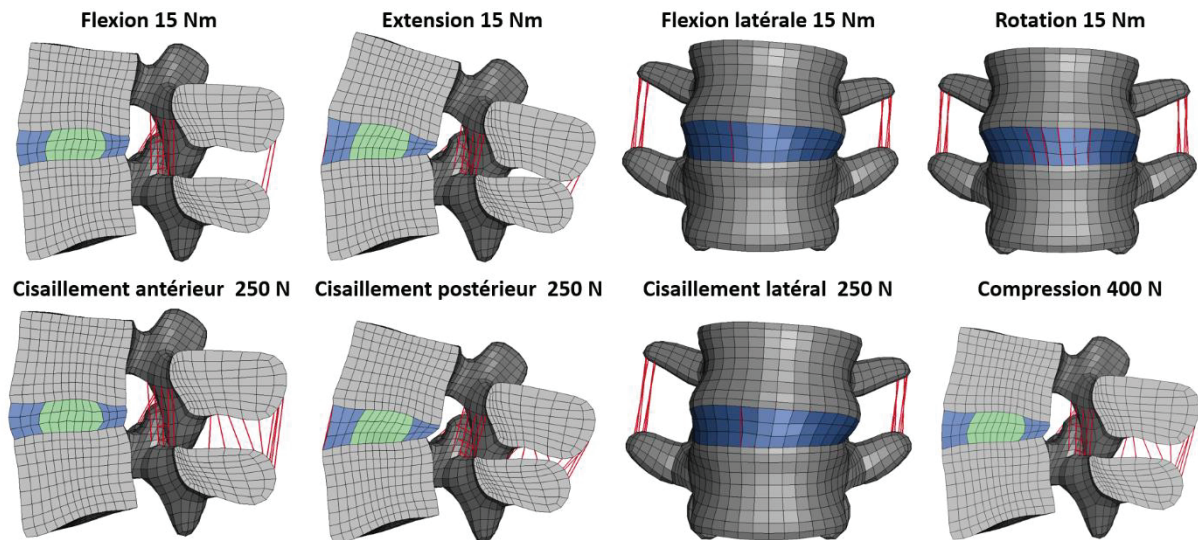 Flexion 15 Nm
Extension 15 Nm
Flexion latérale 15 Nm
Rotation 15 Nm
Cisaillement antérieur 250 N
Cisaillement postérieur 250 N
Cisaillement latéral 250 N
Compression 400 N